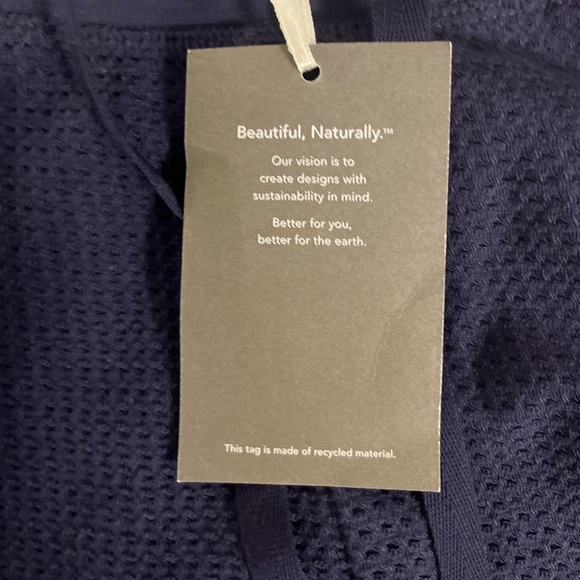 Beautiful, Naturally.™
Our vision is to
create designs with
sustainability in mind.
Better for you,
better for the earth.
This tag is made of recycled material.